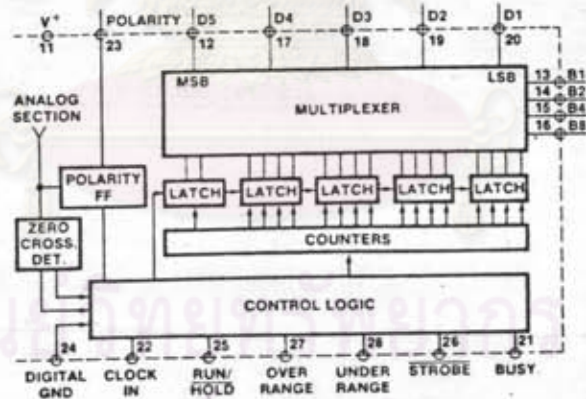 V+ POLARITY D5 D4 D3 D2 D1
11 23 12 17 18 19 20
MSB LSB
MULTIPLEXER
13 B1
14 B2
15 B4
16 B8
ANALOG
SECTION
POLARITY
FF
LATCH LATCH LATCH LATCH LATCH
ZERO
CROSS.
DET.
COUNTERS
CONTROL LOGIC
24 22 25 27 28 26 21
DIGITAL CLOCK RUN/ OVER UNDER STROBE BUSY
GND IN HOLD RANGE RANGE